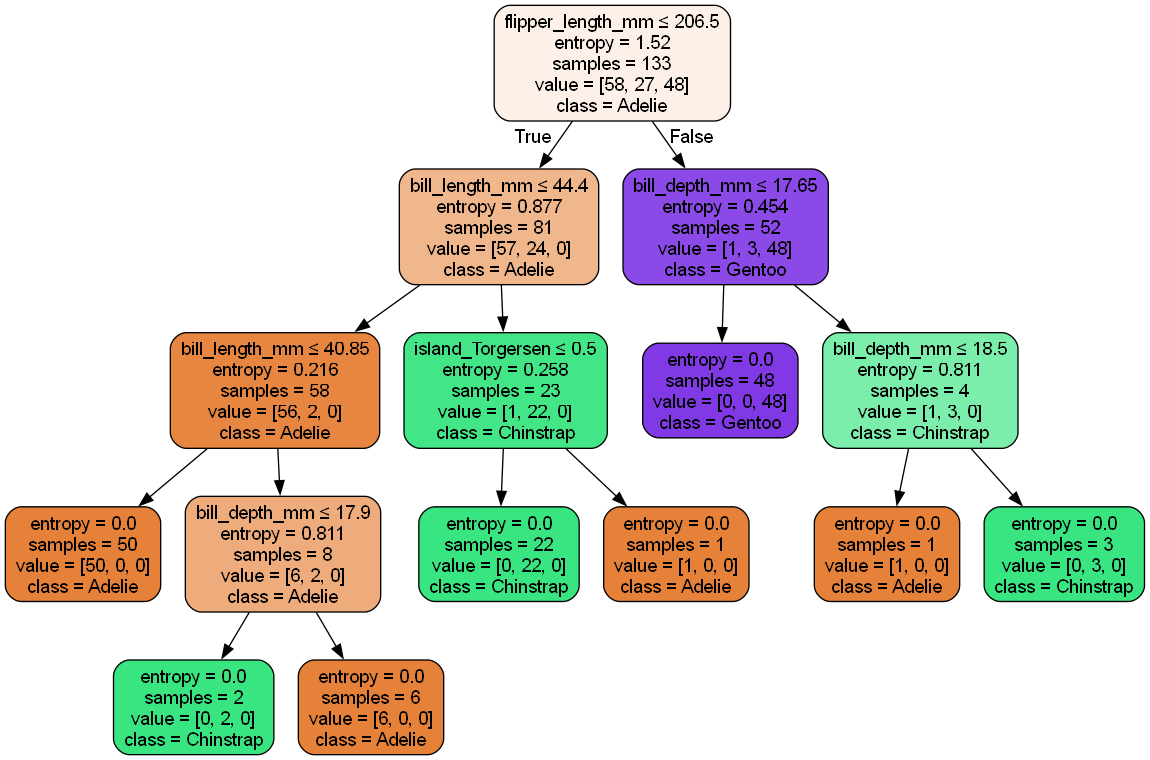 flipper_length_mm ≤ 206.5
entropy = 1.52
samples = 133
value = [58, 27, 48]
class = Adelie
True
False
bill_length_mm ≤ 44.4
entropy = 0.877
samples = 81
value = [57, 24, 0]
class = Adelie
bill_depth_mm ≤ 17.65
entropy = 0.454
samples = 52
value = [1, 3, 48]
class = Gentoo
bill_length_mm ≤ 40.85
entropy = 0.216
samples = 58
value = [56, 2, 0]
class = Adelie
island_Torgersen ≤ 0.5
entropy = 0.258
samples = 23
value = [1, 22, 0]
class = Chinstrap
entropy = 0.0
samples = 48
value = [0, 0, 48]
class = Gentoo
bill_depth_mm ≤ 18.5
entropy = 0.811
samples = 4
value = [1, 3, 0]
class = Chinstrap
entropy = 0.0
samples = 50
value = [50, 0, 0]
class = Adelie
bill_depth_mm ≤ 17.9
entropy = 0.811
samples = 8
value = [6, 2, 0]
class = Adelie
entropy = 0.0
samples = 22
value = [0, 22, 0]
class = Chinstrap
entropy = 0.0
samples = 1
value = [1, 0, 0]
class = Adelie
entropy = 0.0
samples = 1
value = [1, 0, 0]
class = Adelie
entropy = 0.0
samples = 3
value = [0, 3, 0]
class = Chinstrap
entropy = 0.0
samples = 2
value = [0, 2, 0]
class = Chinstrap
entropy = 0.0
samples = 6
value = [6, 0, 0]
class = Adelie